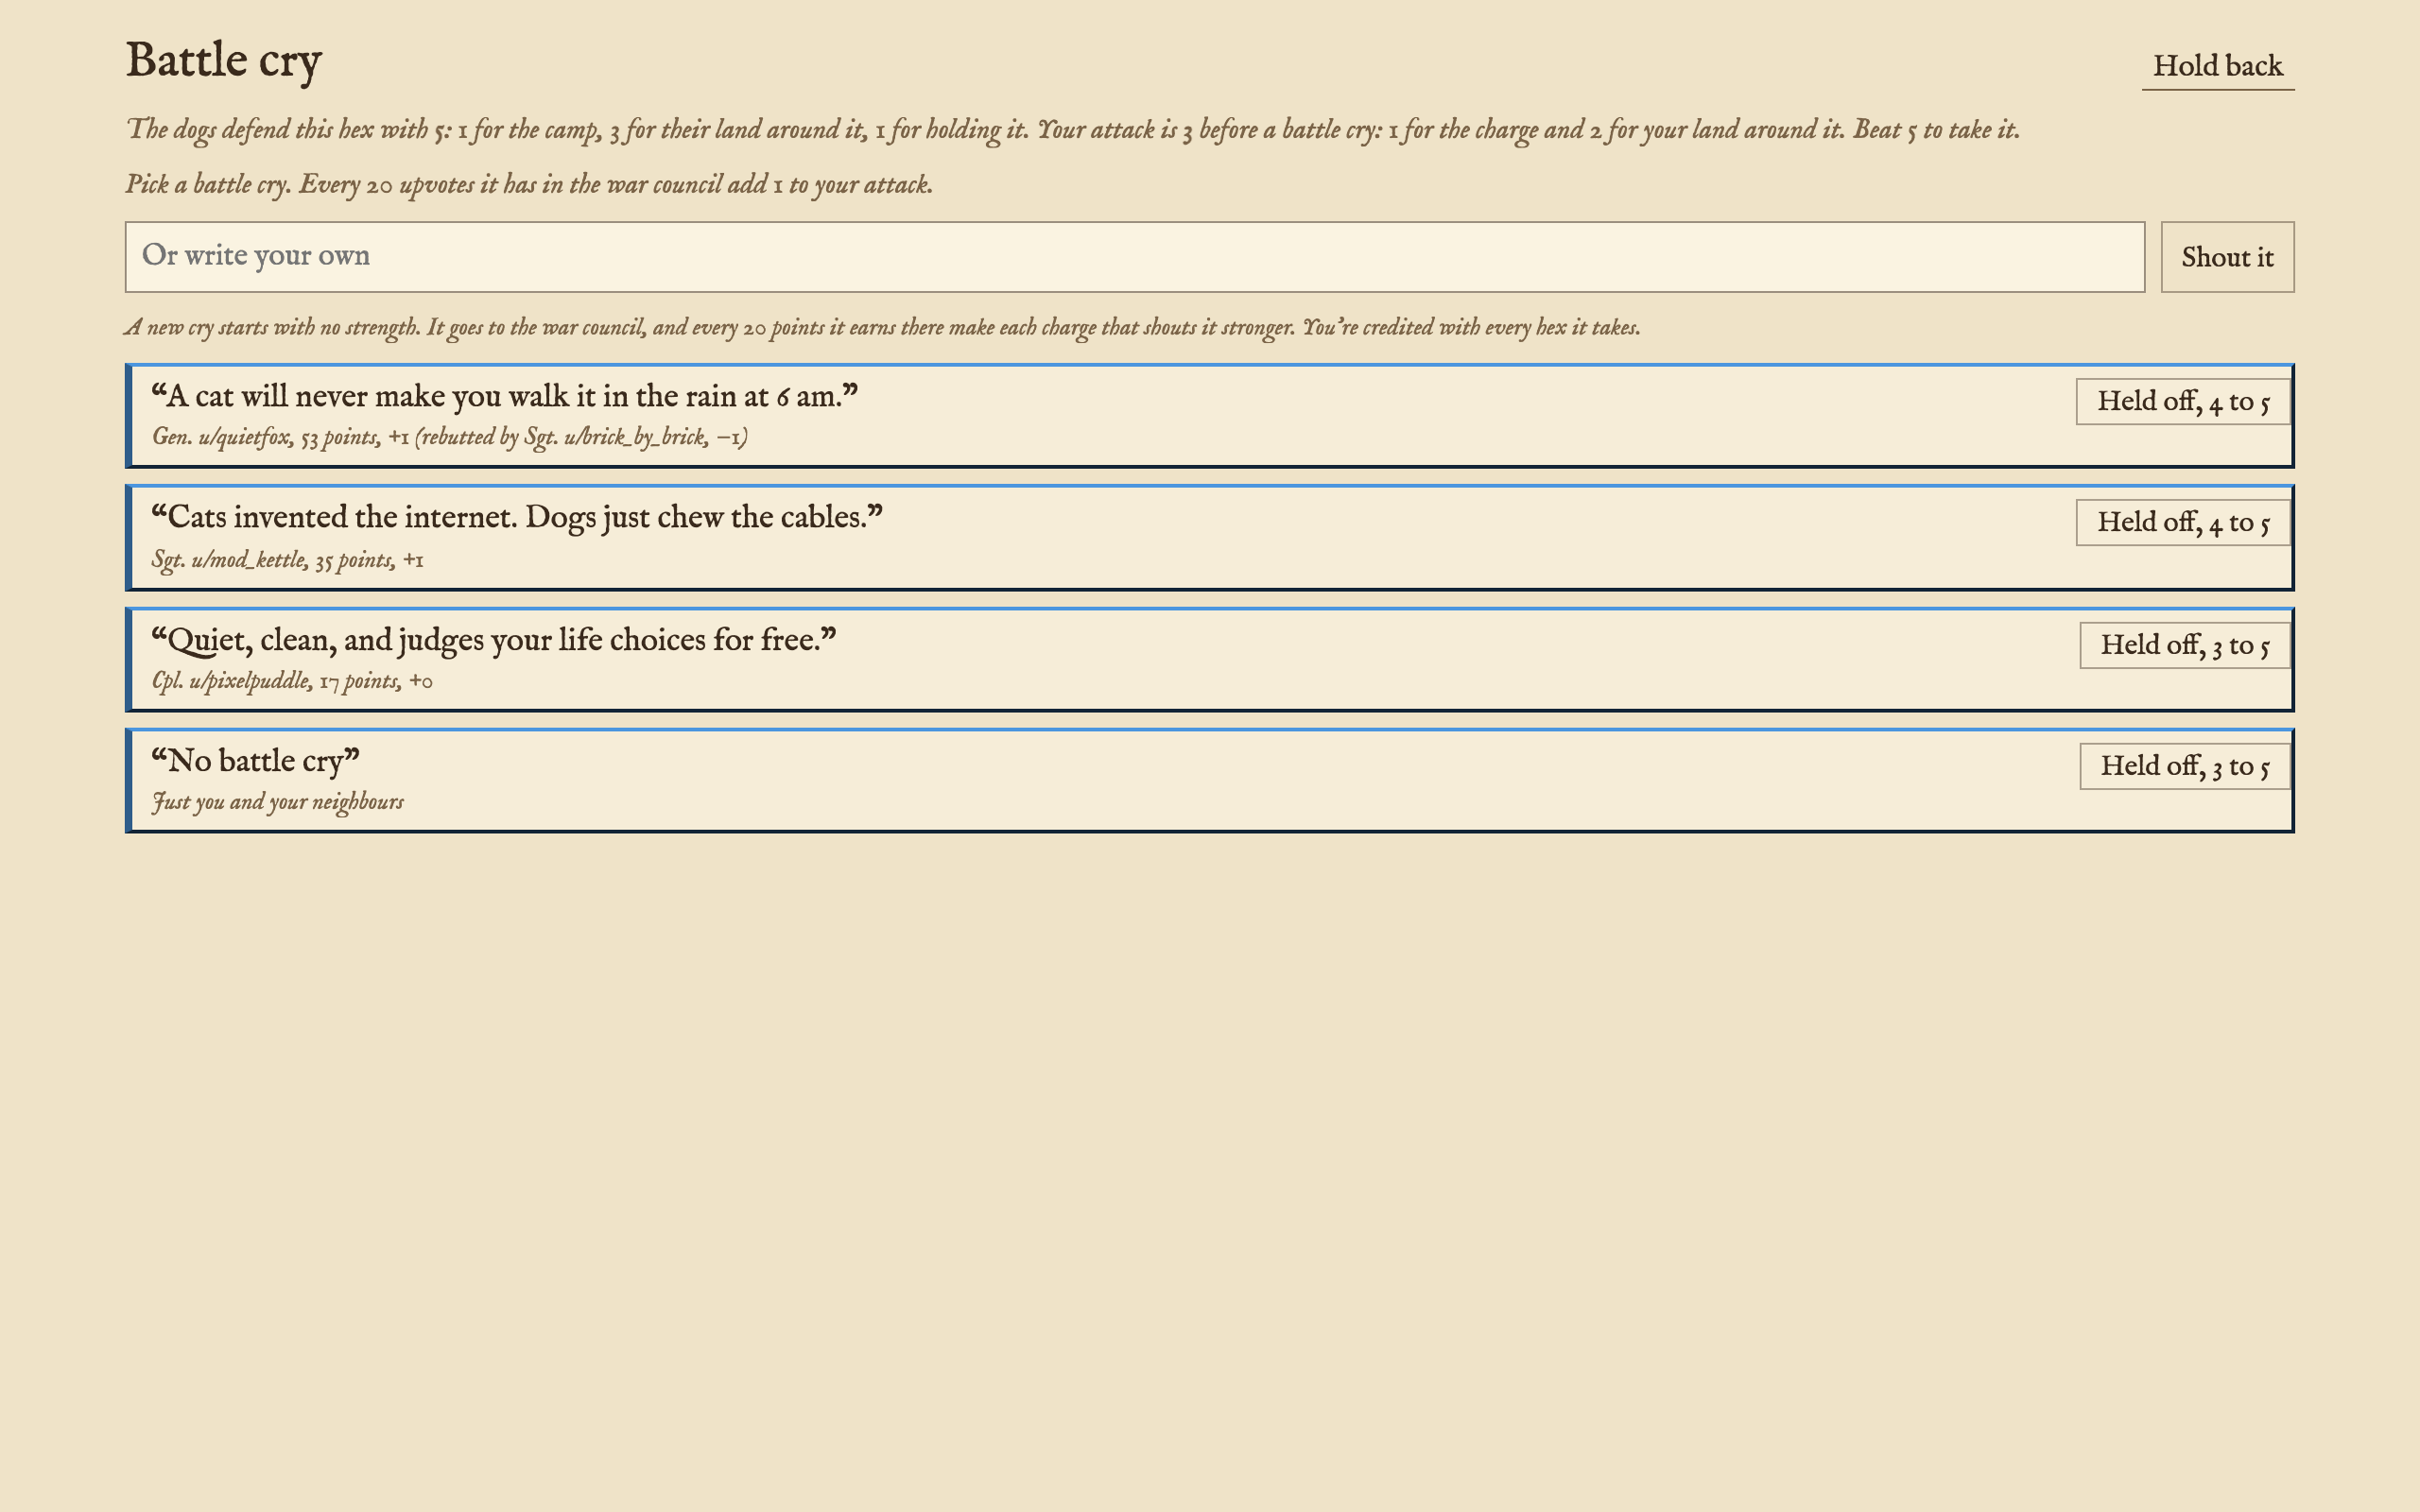 Battle cry
Hold back
The dogs defend this hex with 5: 1 for the camp, 3 for their land around it, 1 for holding it. Your attack is 3 before a battle cry: 1 for the charge and 2 for your land around it. Beat 5 to take it.
Pick a battle cry. Every 20 upvotes it has in the war council add 1 to your attack.
Or write your own
Shout it
A new cry starts with no strength. It goes to the war council, and every 20 points it earns there make each charge that shouts it stronger. You’re credited with every hex it takes.
“A cat will never make you walk it in the rain at 6 am.”
Held off, 4 to 5
Gen. u/quietfox, 53 points, +1 (rebutted by Sgt. u/brick_by_brick, −1)
“Cats invented the internet. Dogs just chew the cables.”
Held off, 4 to 5
Sgt. u/mod_kettle, 35 points, +1
“Quiet, clean, and judges your life choices for free.”
Held off, 3 to 5
Cpl. u/pixelpuddle, 17 points, +0
“No battle cry”
Held off, 3 to 5
Just you and your neighbours